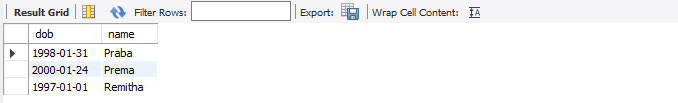 Result Grid Filter Rows: Export: Wrap Cell Content: IA
dob name
1998-01-31 Praba
2000-01-24 Prema
1997-01-01 Remitha